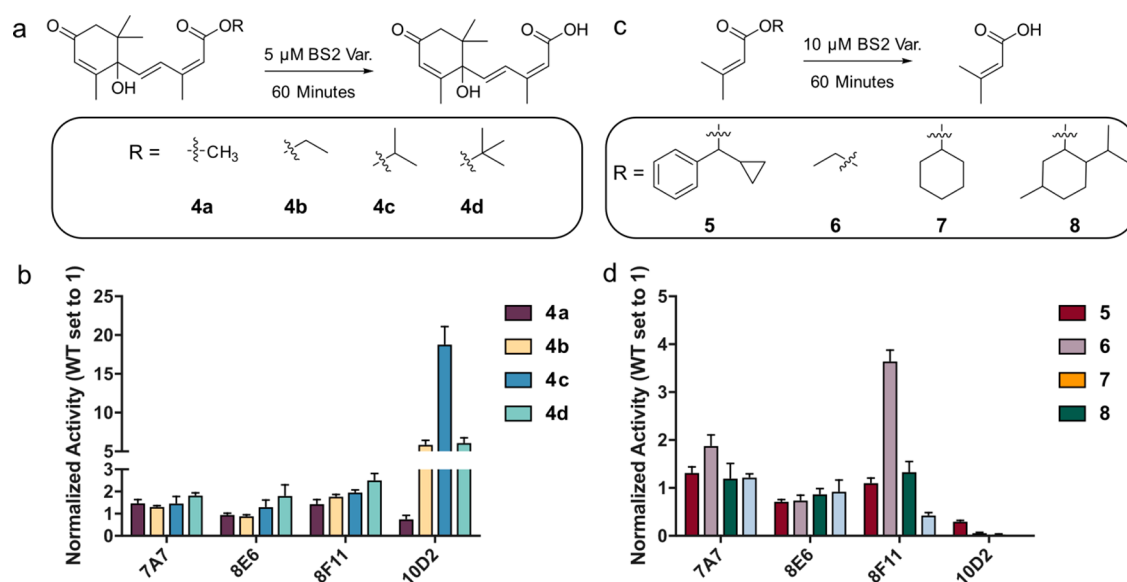 a
O
OR
O
OH
5 µM BS2 Var.
60 Minutes
O
O
OH
OH
R =
CH3
4a
4b
4c
4d
c
O
OR
10 µM BS2 Var.
60 Minutes
O
OH
R =
5
6
7
8
b
Normalized Activity (WT set to 1)
25
20
15
10
5
3
2
1
0
7A7
8E6
8F11
10D2
4a
4b
4c
4d
d
Normalized Activity (WT set to 1)
5
4
3
2
1
0
7A7
8E6
8F11
10D2
5
6
7
8